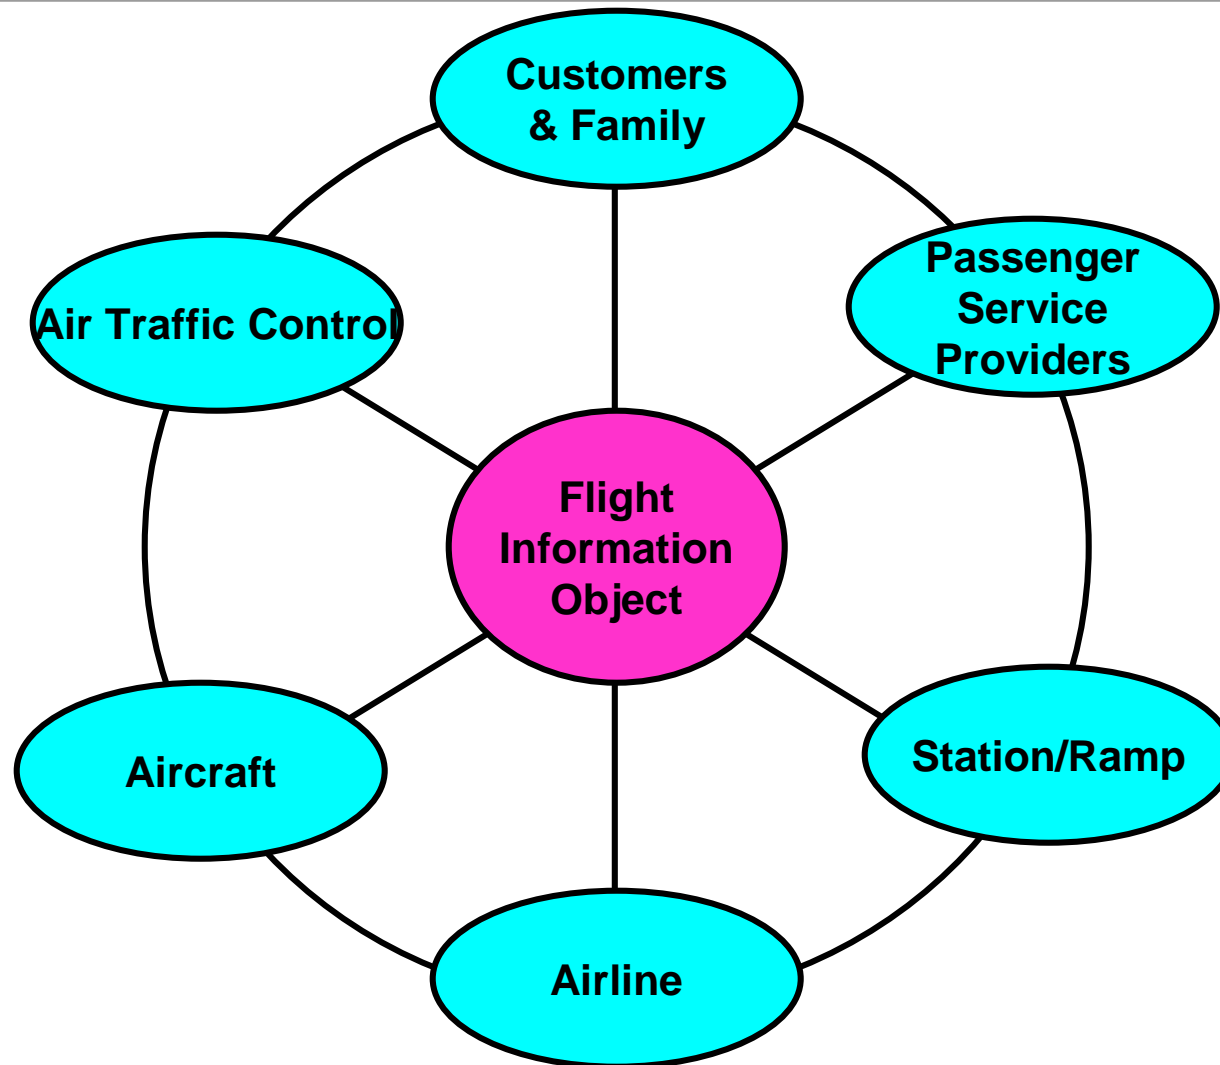 Customers
& Family
Passenger
Service
Providers
Air Traffic Control
Flight
Information
Object
Station/Ramp
Aircraft
Airline